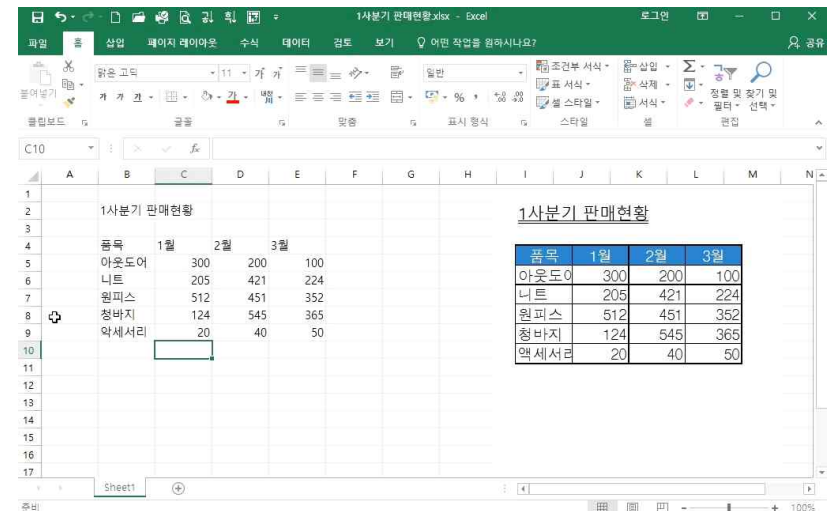 1사분기 판매현황.xlsx - Excel
로그인
파일 홈 삽입 페이지 레이아웃 수식 데이터 검토 보기 어떤 작업을 원하시나요? 공유
붙여넣기
맑은 고딕 11 가 가
일반
조건부 서식
표 서식
셀 스타일
삽입
삭제
서식
정렬 및 필터
찾기 및 선택
가 가 가 가 %
클립보드 글꼴 맞춤 표시 형식 스타일 셀 편집
C10 fx
A B C D E F G H I J K L M N
1
2 1사분기 판매현황
3
4 품목 1월 2월 3월
5 아웃도어 300 200 100
6 니트 205 421 224
7 원피스 512 451 352
8 청바지 124 545 365
9 악세서리 20 40 50
10
11
12
13
14
15
16
17
1사분기 판매현황
품목 1월 2월 3월
아웃도어 300 200 100
니트 205 421 224
원피스 512 451 352
청바지 124 545 365
액세서리 20 40 50
Sheet1
준비 100%